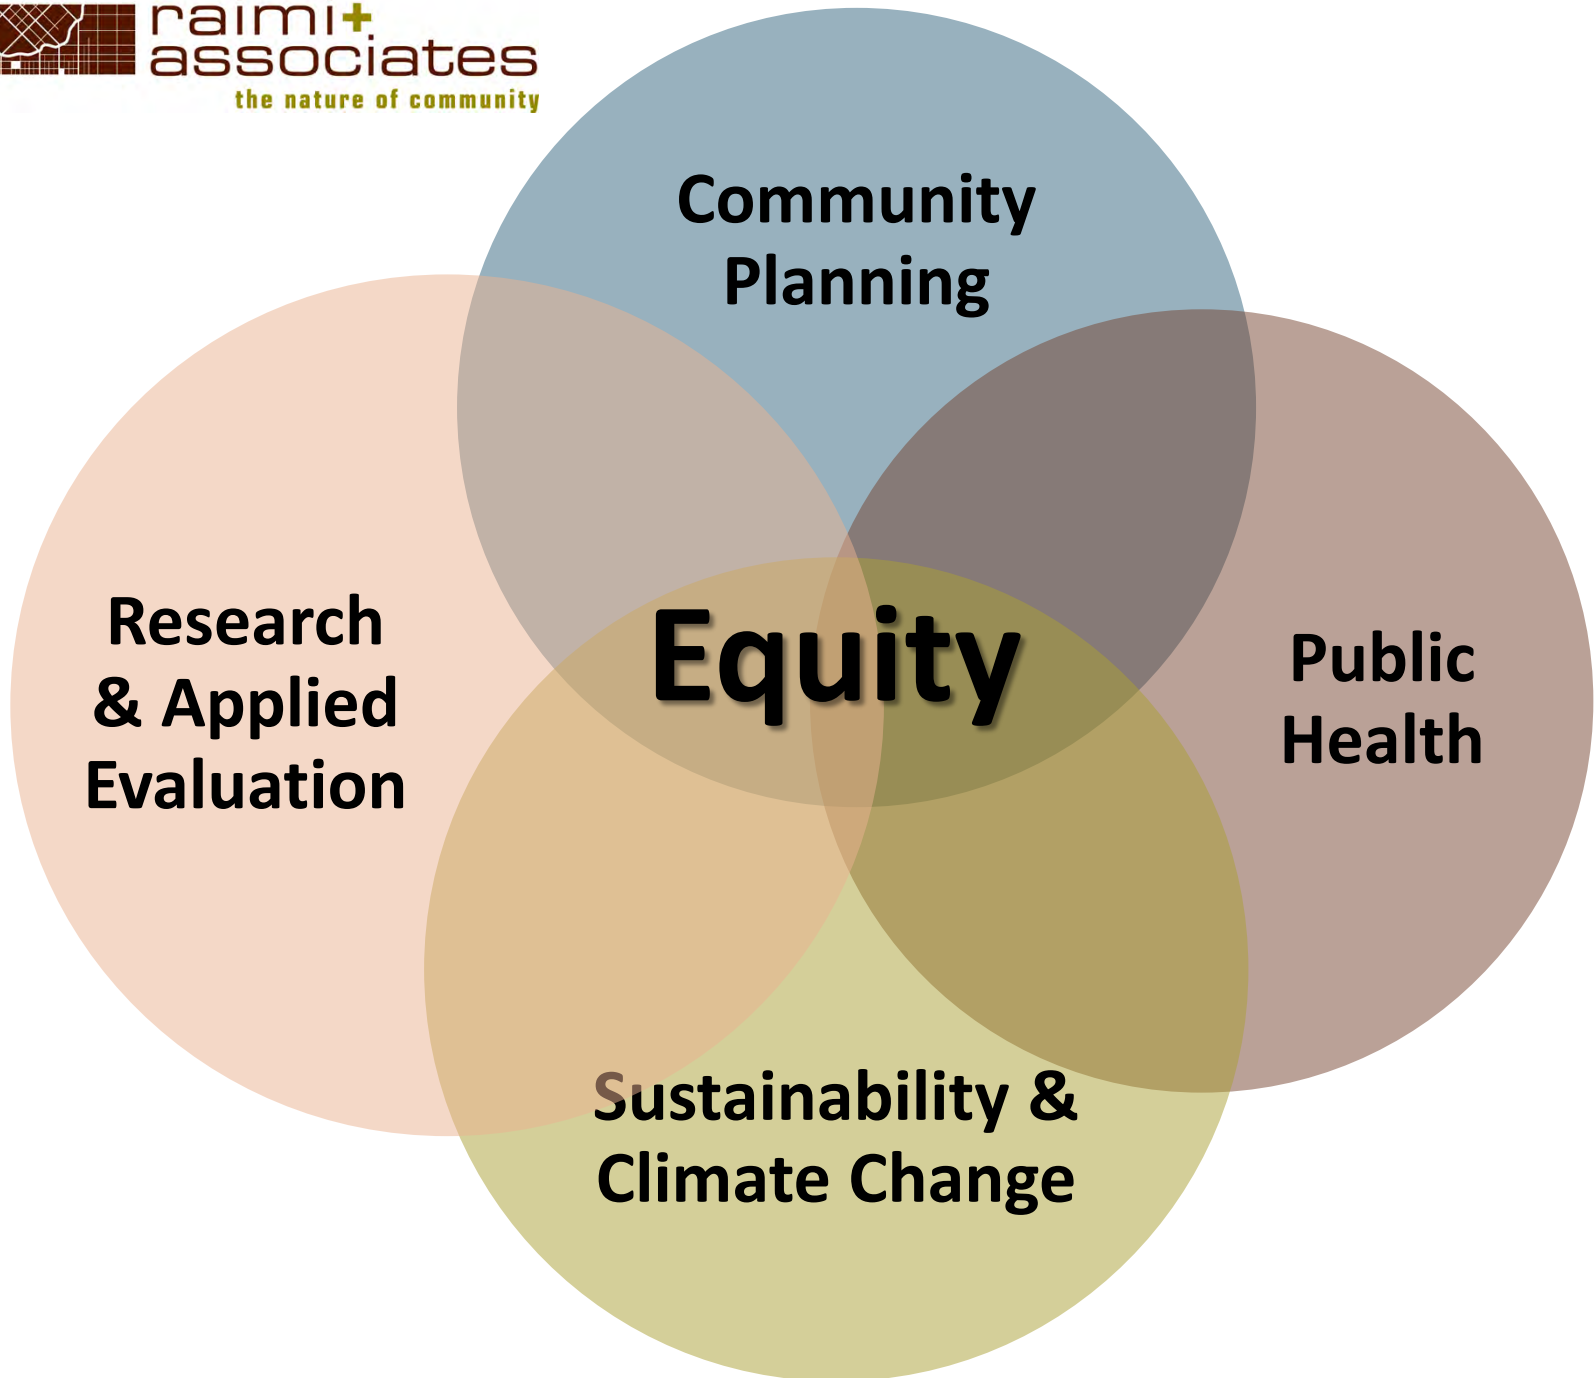 raimi+
associates
the nature of community
Community
Planning
Research
& Applied
Evaluation
Equity
Public
Health
Sustainability &
Climate Change